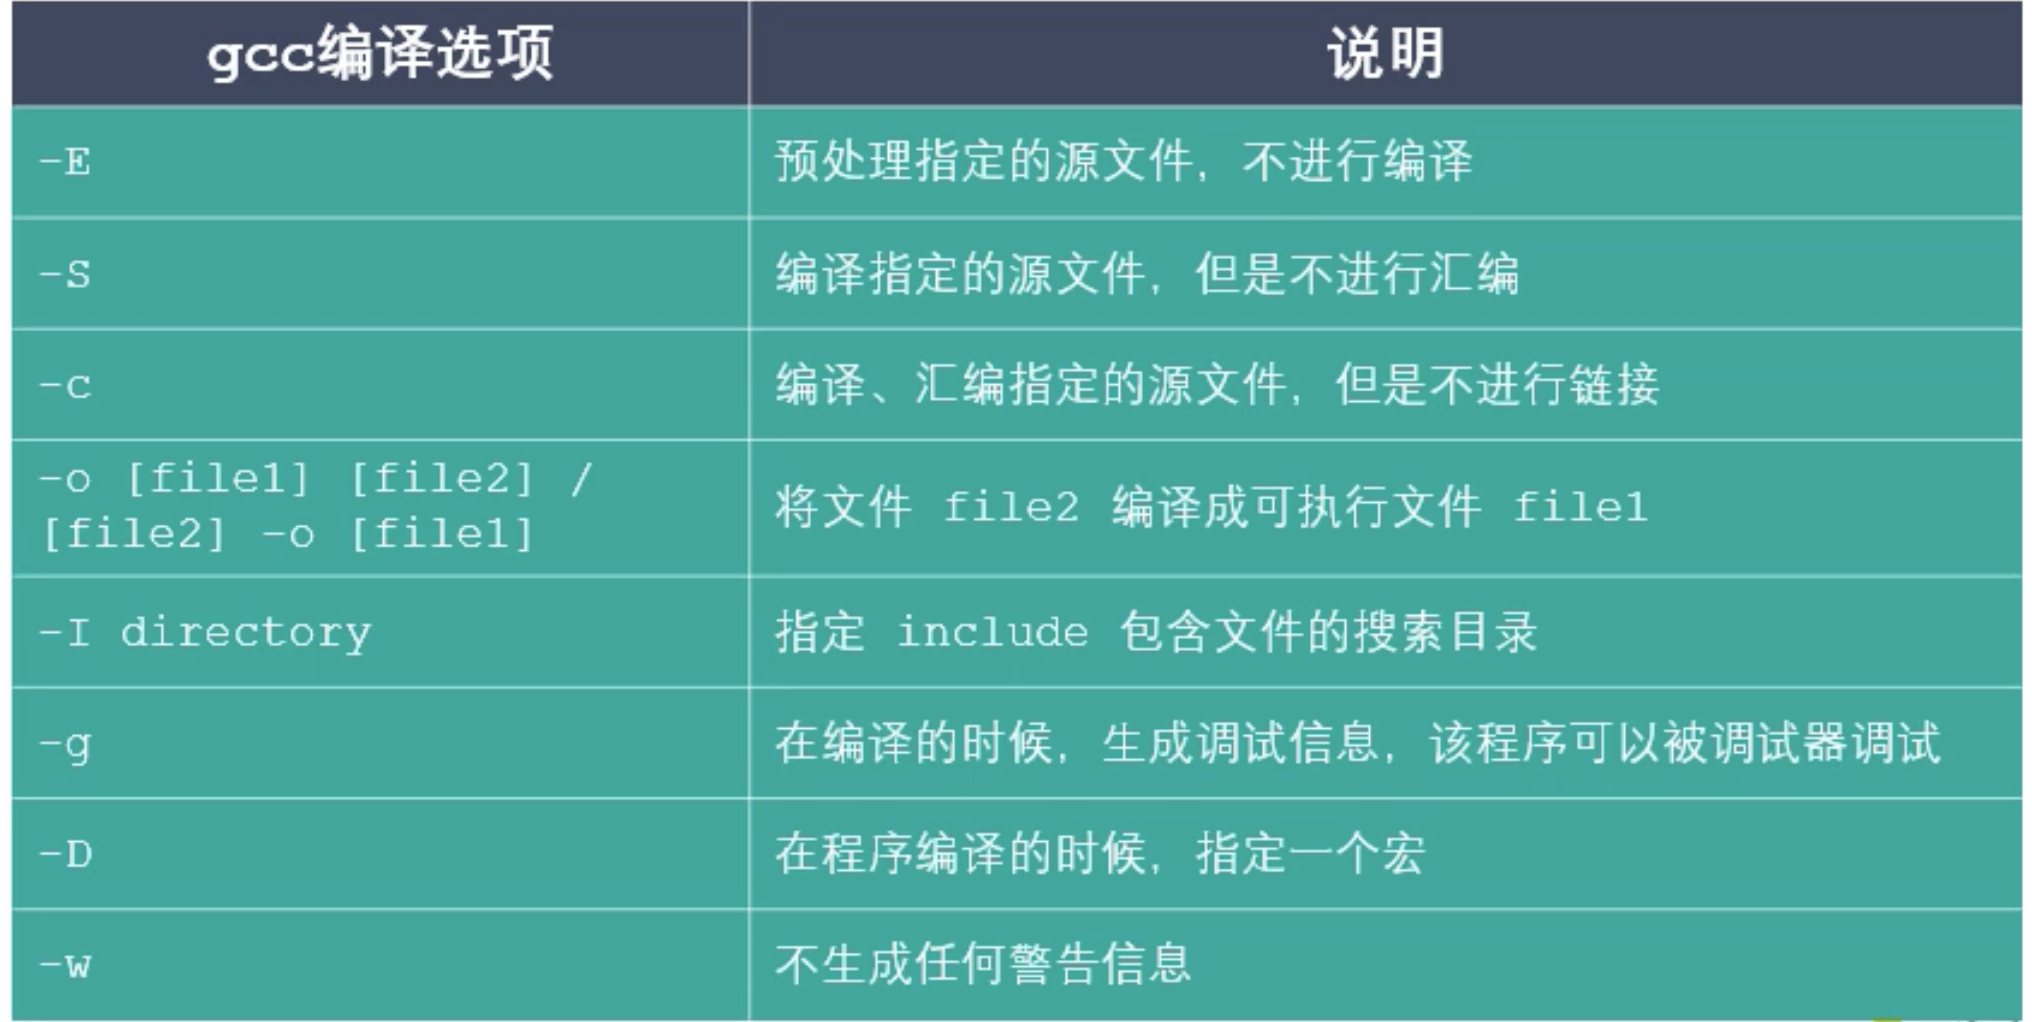 gcc编译选项 说明
-E 预处理指定的源文件，不进行编译
-S 编译指定的源文件，但是不进行汇编
-c 编译、汇编指定的源文件，但是不进行链接
-o [file1] [file2] /
[file2] -o [file1]
将文件 file2 编译成可执行文件 file1
-I directory 指定 include 包含文件的搜索目录
-g 在编译的时候，生成调试信息，该程序可以被调试器调试
-D 在程序编译的时候，指定一个宏
-w 不生成任何警告信息